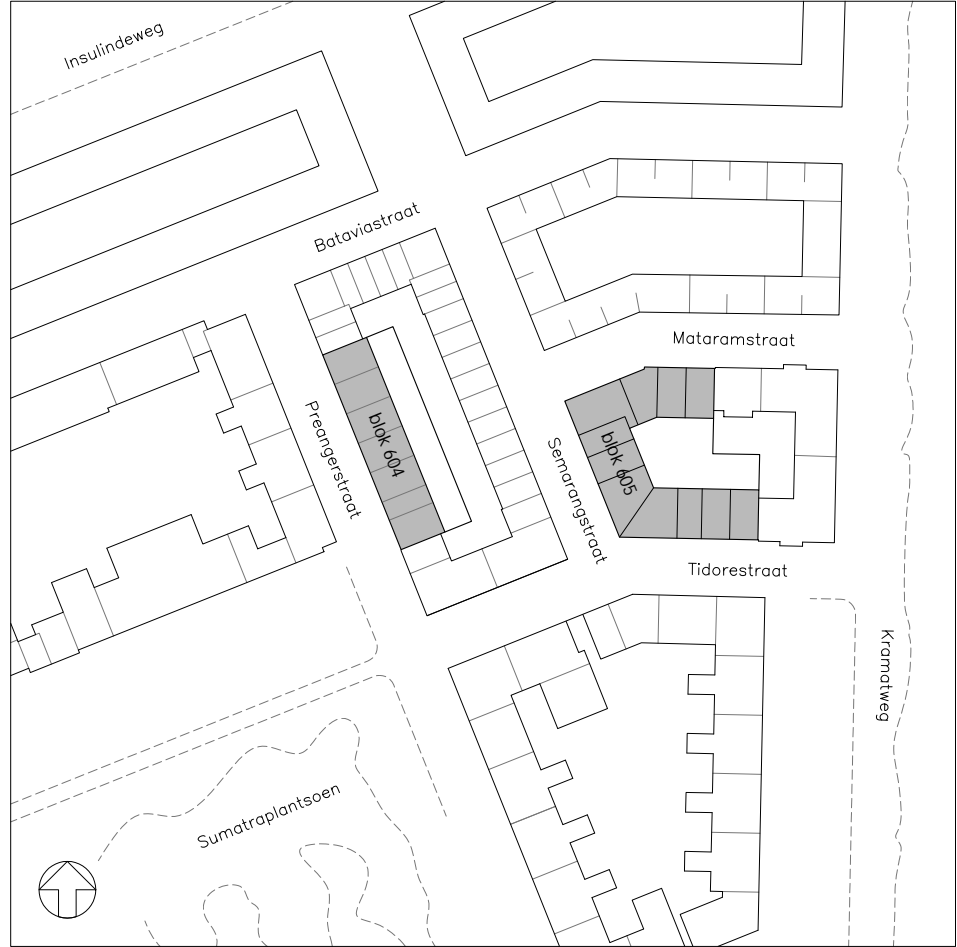 Insulindeweg
Bataviastraat
Mataramstraat
Preangerstraat
blok 604
Semarangstraat
blok 605
Tidorestraat
Kramatweg
Sumatraplantsoen